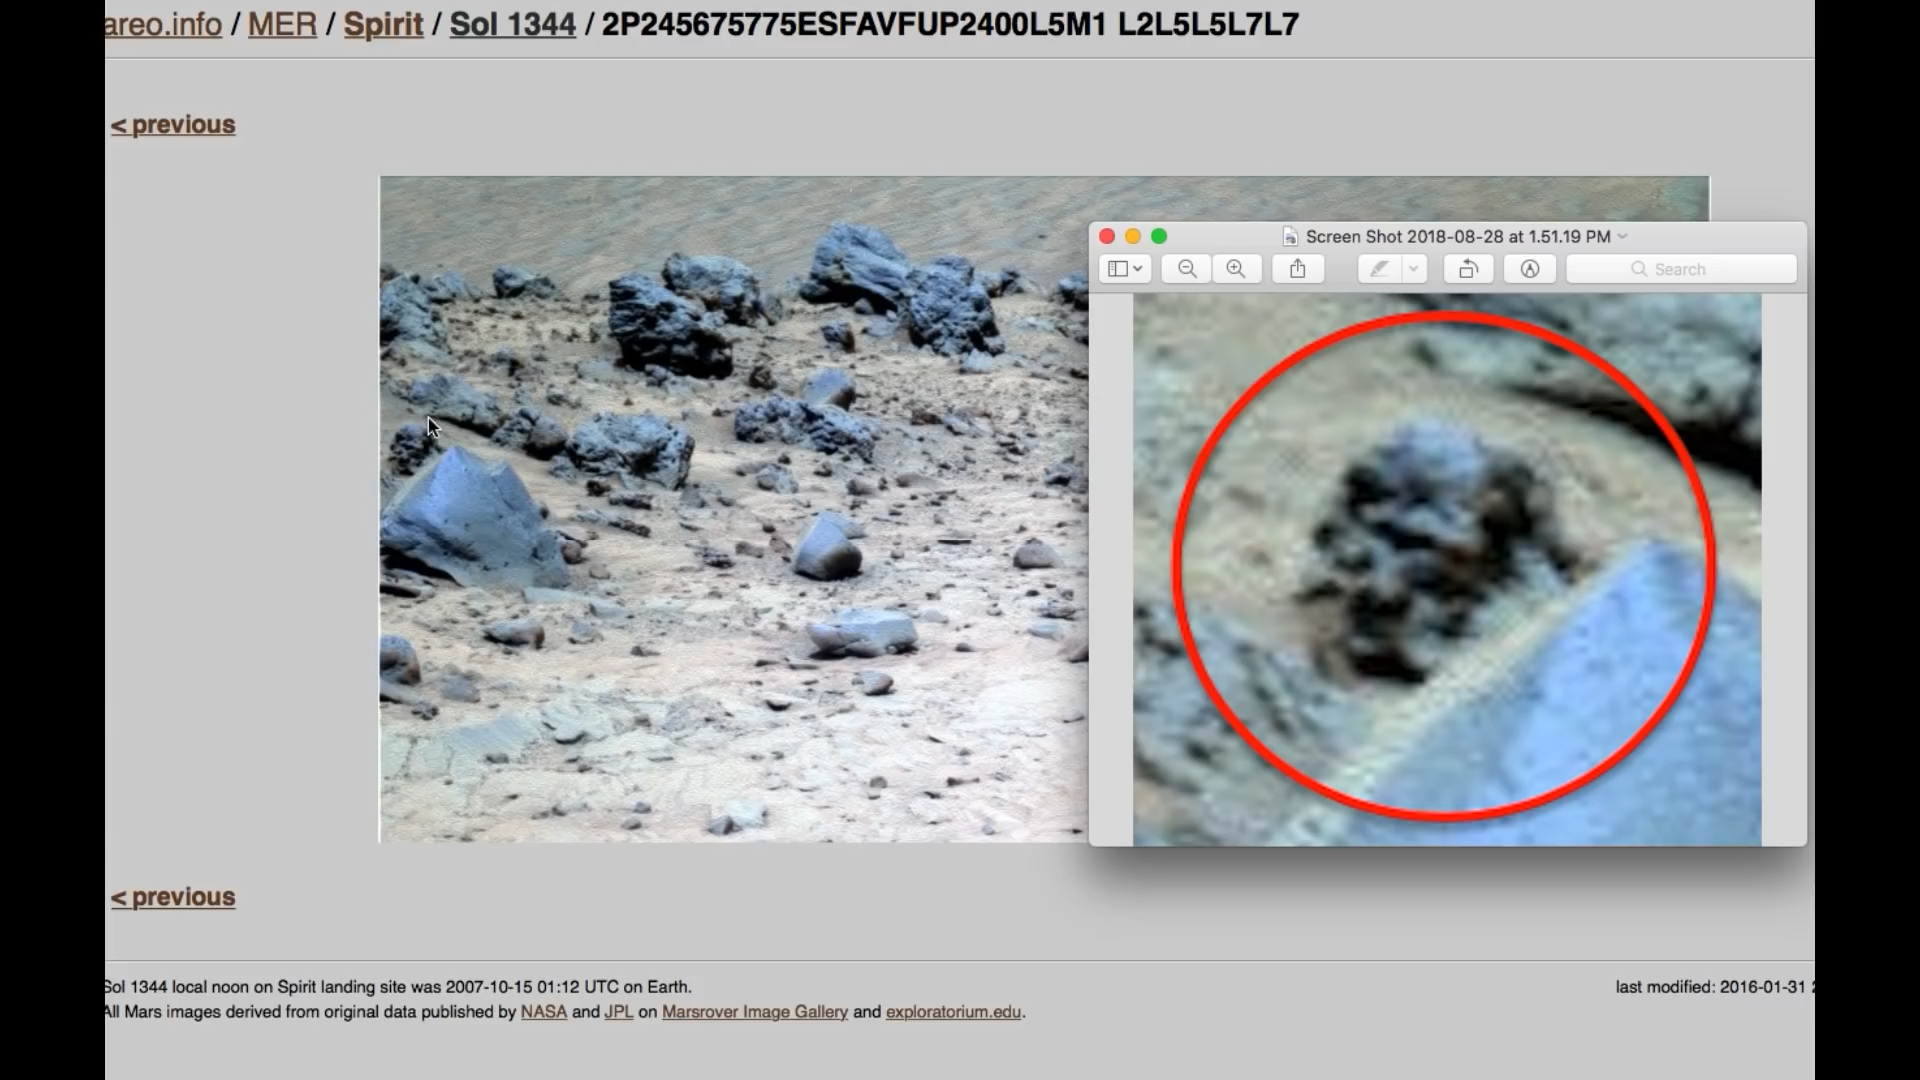 areo.info / MER / Spirit / Sol 1344 / 2P245675775ESFAVFUP2400L5M1 L2L5L5L7L7
< previous
Screen Shot 2018-08-28 at 1.51.19 PM
Search
< previous
Sol 1344 local noon on Spirit landing site was 2007-10-15 01:12 UTC on Earth.
last modified: 2016-01-31 2
All Mars images derived from original data published by NASA and JPL on Marsrover Image Gallery and exploratorium.edu.